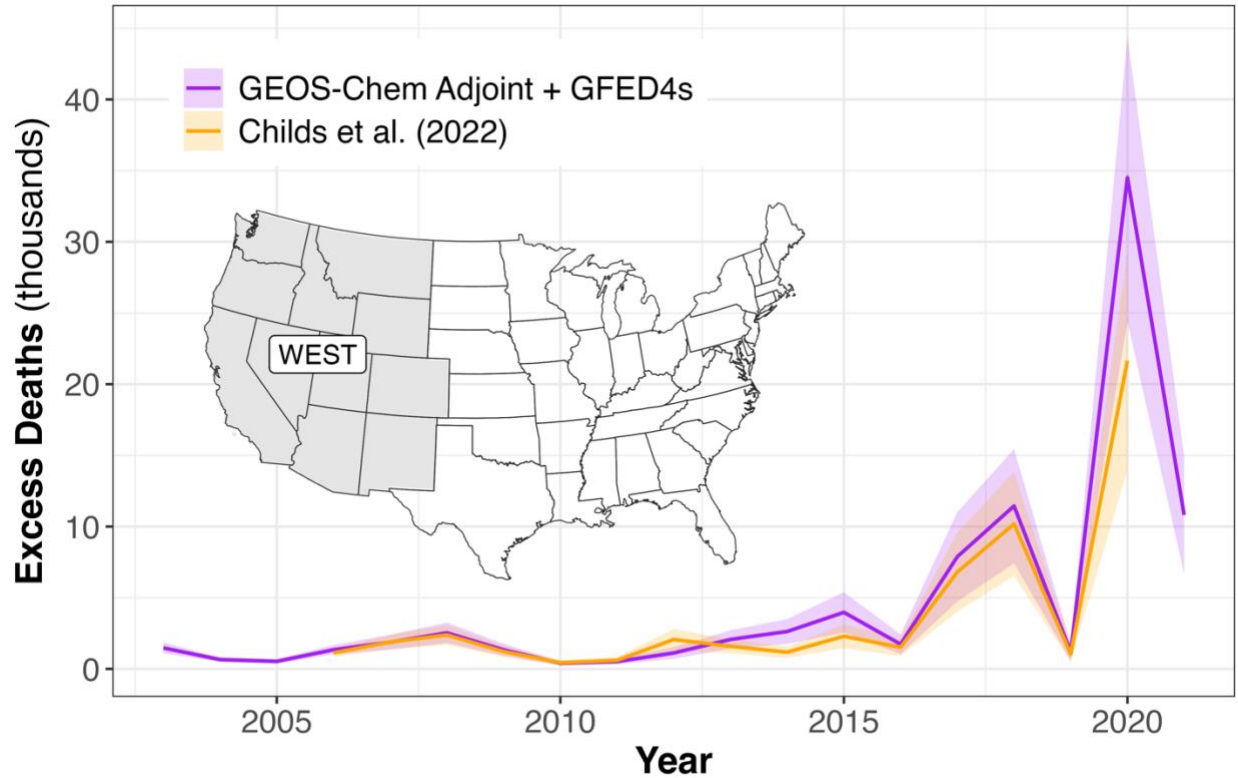 GEOS-Chem Adjoint + GFED4s
Childs et al. (2022)
WEST
Excess Deaths (thousands)
40
30
20
10
0
2005 2010 2015 2020
Year